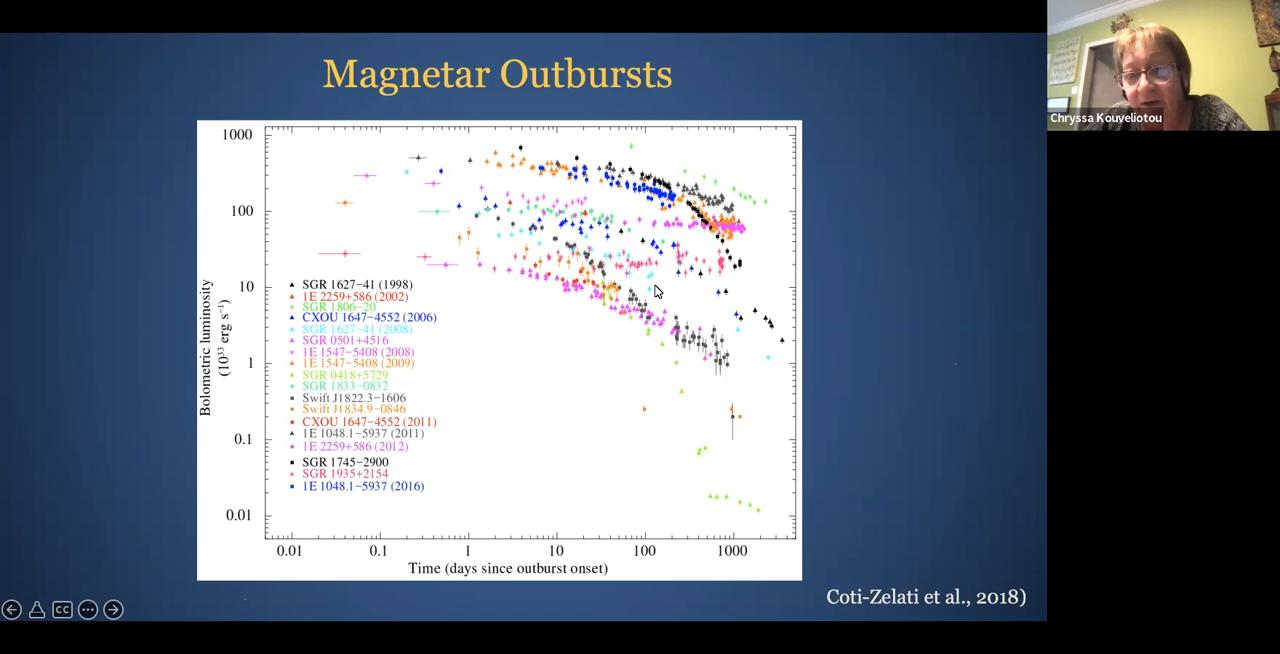 Magnetar Outbursts
Chryssa Kouveliotou
1000
100
10
1
0.1
0.01
Bolometric luminosity
(10³³ erg s⁻¹)
SGR 1627−41 (1998)
1E 2259+586 (2002)
SGR 1806−20
CXOU 1647−4552 (2006)
SGR 1627−41 (2008)
SGR 0501+4516
1E 1547−5408 (2008)
1E 1547−5408 (2009)
SGR 0418+5729
SGR 1833−0832
Swift J1822.3−1606
Swift J1834.9−0846
CXOU 1647−4552 (2011)
1E 1048.1−5937 (2011)
1E 2259+586 (2012)
SGR 1745−2900
SGR 1935+2154
1E 1048.1−5937 (2016)
0.01 0.1 1 10 100 1000
Time (days since outburst onset)
Coti-Zelati et al., 2018)
CC